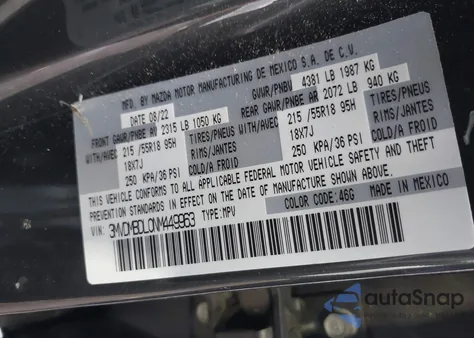 MFD. BY MAZDA MOTOR MANUFACTURING DE MEXICO S.A. DE C.V.
DATE 08/22 GVWR/PNBV 4381 LB 1987 KG
FRONT GAWR/PNBE AR 2315 LB 1050 KG REAR GAWR/PNBE AR 2072 LB 940 KG
WITH/AVEC 215 /55R18 95H TIRES/PNEUS WITH/AVEC 215 /55R18 95H TIRES/PNEUS
18X7J RIMS/JANTES 18X7J RIMS/JANTES
250 KPA/36 PSI COLD/A FROID 250 KPA/36 PSI COLD/A FROID
THIS VEHICLE CONFORMS TO ALL APPLICABLE FEDERAL MOTOR VEHICLE SAFETY AND THEFT
PREVENTION STANDARDS IN EFFECT ON THE DATE OF MANUFACTURE SHOWN ABOVE.
VIN: TYPE:MPV COLOR CODE:46G MADE IN MEXICO
autoSnap